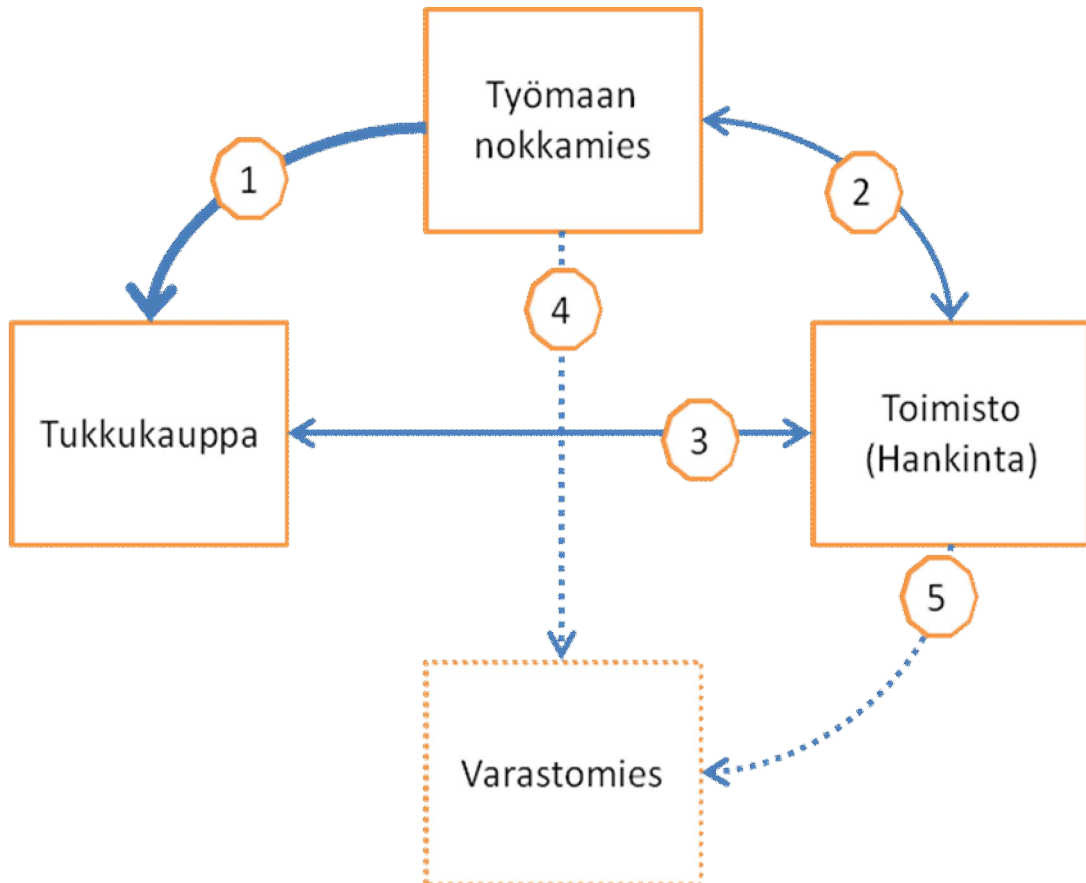 Työmaan
nokkamies
1
2
4
Tukkukauppa
3
Toimisto
(Hankinta)
5
Varastomies